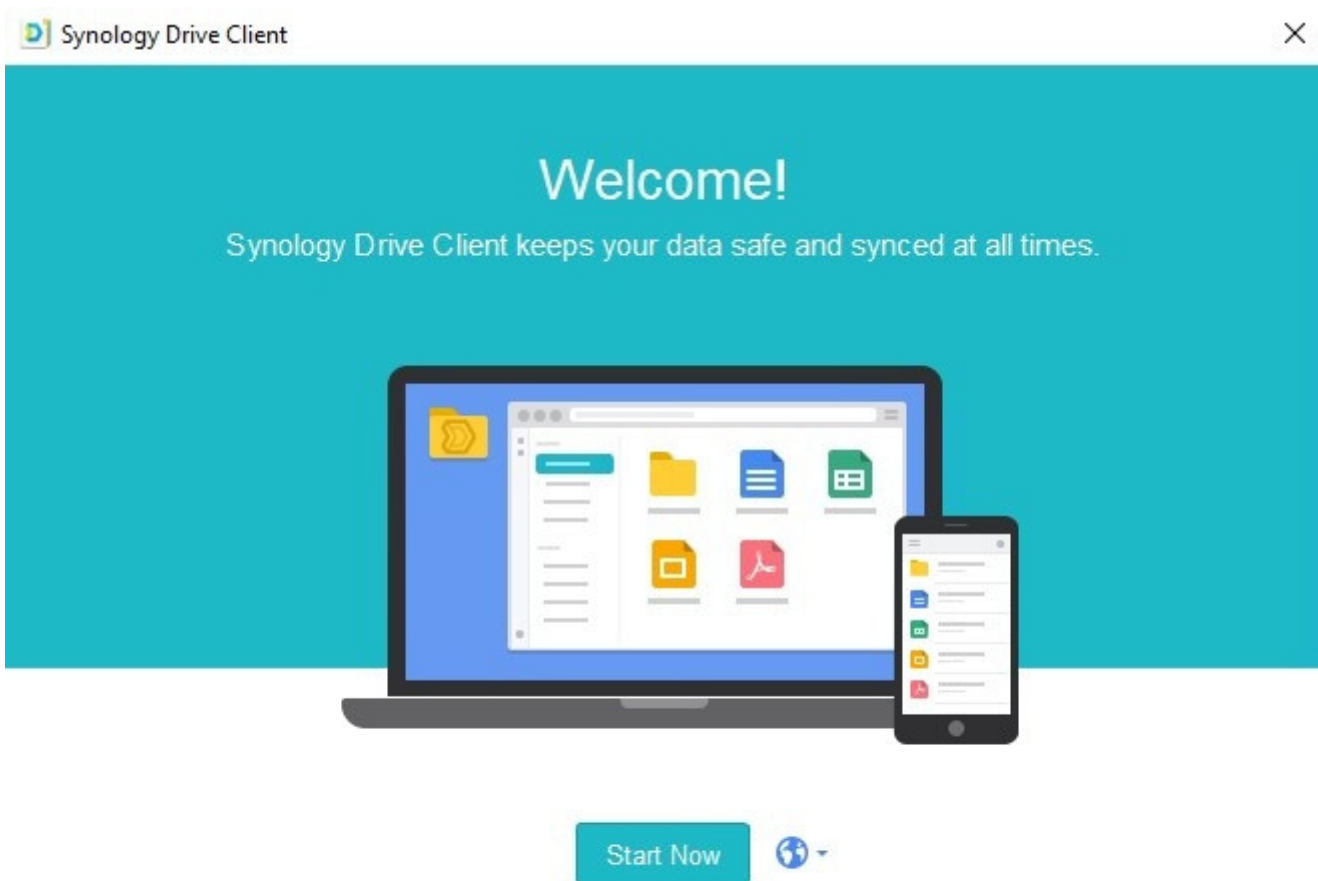 Synology Drive Client
Welcome!
Synology Drive Client keeps your data safe and synced at all times.
Start Now